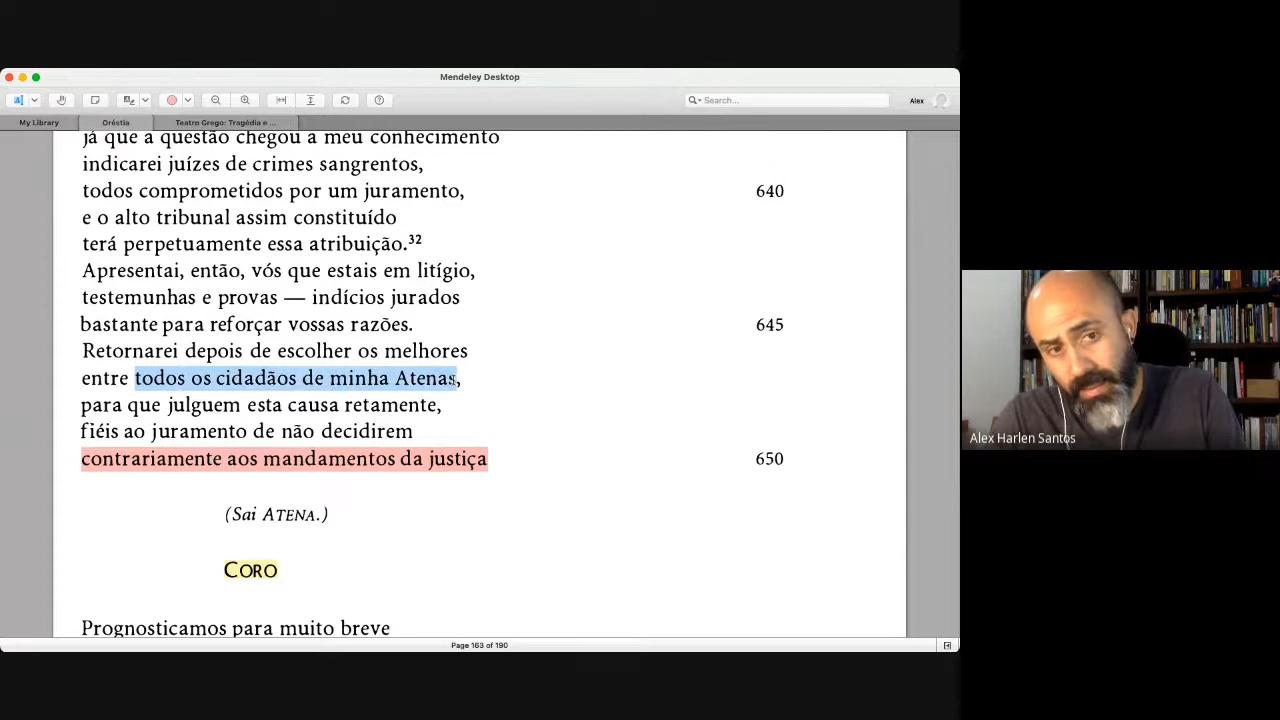 Mendeley Desktop
Search...
Alex
My Library
Oréstia
Teatro Grego: Tragédia e ...
já que a questão chegou a meu conhecimento
indicarei juízes de crimes sangrentos,
todos comprometidos por um juramento, 640
e o alto tribunal assim constituído
terá perpetuamente essa atribuição.³²
Apresentai, então, vós que estais em litígio,
testemunhas e provas — indícios jurados
bastante para reforçar vossas razões. 645
Retornarei depois de escolher os melhores
entre todos os cidadãos de minha Atenas,
para que julguem esta causa retamente,
fiéis ao juramento de não decidirem
contrariamente aos mandamentos da justiça 650
(Sai ATENA.)
CORO
Prognosticamos para muito breve
Page 163 of 190
Alex Harlen Santos